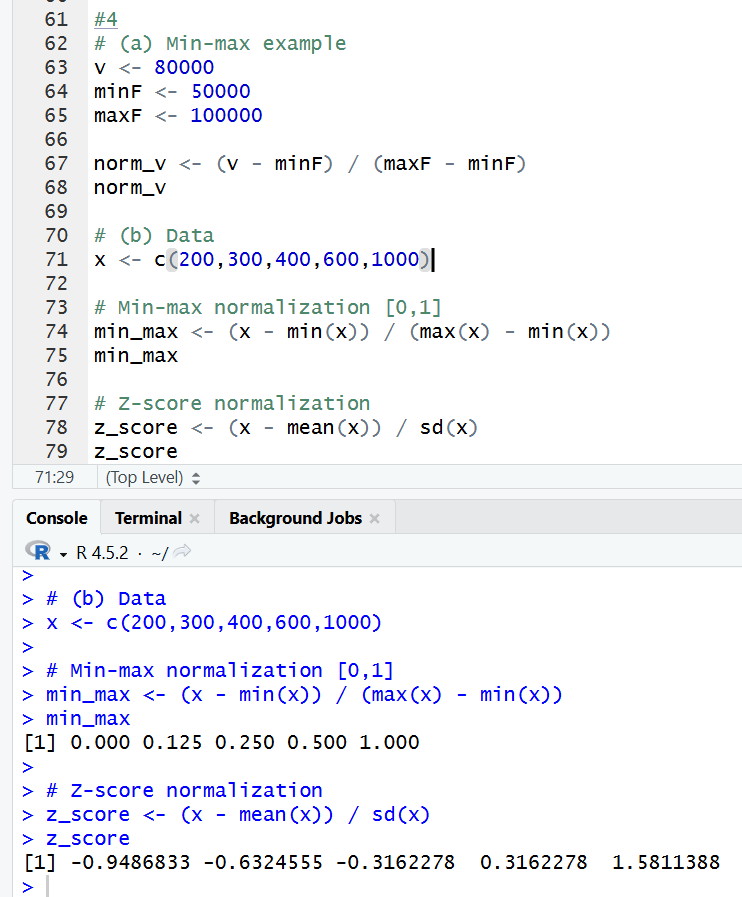 61 #4
62 # (a) Min-max example
63 v <- 80000
64 minF <- 50000
65 maxF <- 100000
66
67 norm_v <- (v - minF) / (maxF - minF)
68 norm_v
69
70 # (b) Data
71 x <- c(200,300,400,600,1000)
72
73 # Min-max normalization [0,1]
74 min_max <- (x - min(x)) / (max(x) - min(x))
75 min_max
76
77 # Z-score normalization
78 z_score <- (x - mean(x)) / sd(x)
79 z_score
71:29 (Top Level)
Console Terminal Background Jobs
R R 4.5.2 · ~/
>
> # (b) Data
> x <- c(200,300,400,600,1000)
>
> # Min-max normalization [0,1]
> min_max <- (x - min(x)) / (max(x) - min(x))
> min_max
[1] 0.000 0.125 0.250 0.500 1.000
>
> # Z-score normalization
> z_score <- (x - mean(x)) / sd(x)
> z_score
[1] -0.9486833 -0.6324555 -0.3162278  0.3162278  1.5811388
>